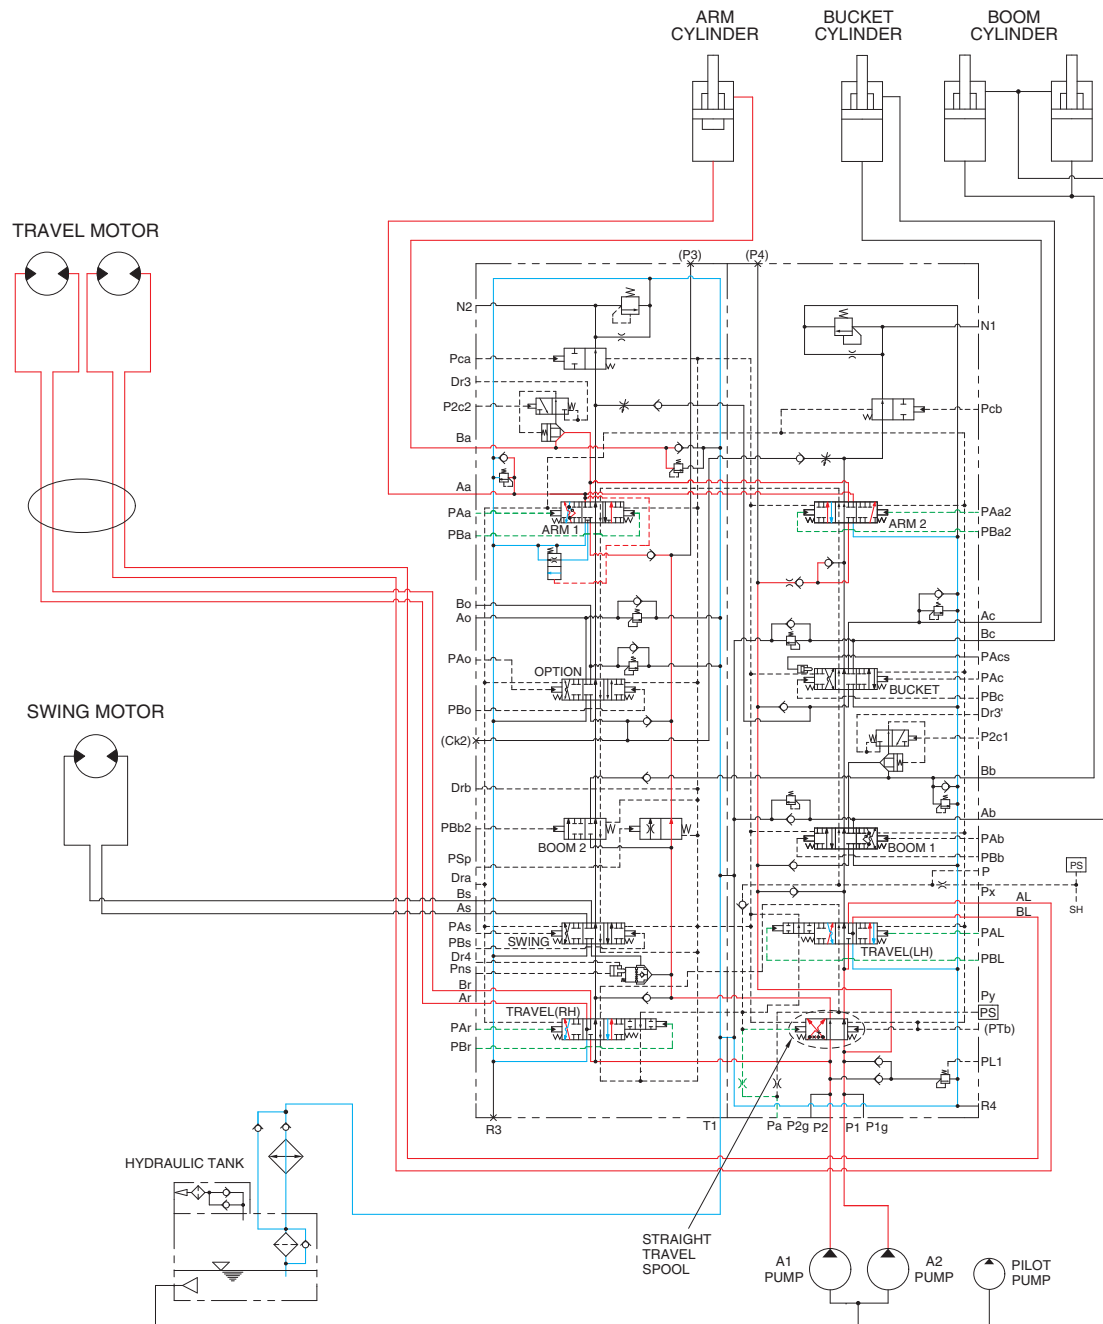 ARM
CYLINDER
BUCKET
CYLINDER
BOOM
CYLINDER
TRAVEL MOTOR
(P3)
(P4)
N2
N1
Pca
Dr3
P2c2
Pcb
Ba
Aa
PAa
ARM 1
ARM 2
PAa2
PBa
PBa2
Bo
Ao
Ac
Bc
PAo
OPTION
PAcs
PAc
BUCKET
PBo
PBc
Dr3'
SWING MOTOR
(Ck2)
P2c1
Bb
Drb
Ab
PBb2
BOOM 2
BOOM 1
PAb
PSp
PBb
Dra
P
PS
Bs
Px
AL
As
BL
SH
PAs
PAL
PBs
SWING
TRAVEL(LH)
Dr4
PBL
Pns
Br
Ar
Py
TRAVEL(RH)
PS
PAr
(PTb)
PBr
PL1
R4
R3
T1
Pa
P2g
P2
P1
P1g
HYDRAULIC TANK
STRAIGHT
TRAVEL
SPOOL
A1
PUMP
A2
PUMP
PILOT
PUMP